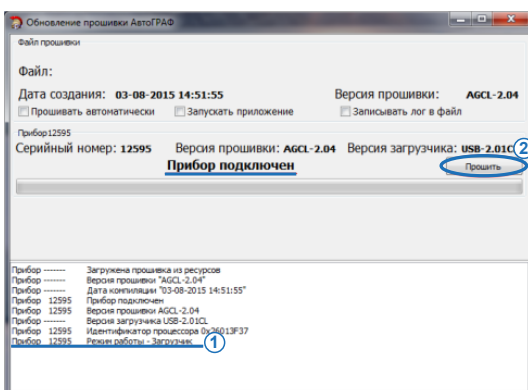 Обновление прошивки АвтоГРАФ
Файл прошивки
Файл:
Дата создания: 03-08-2015 14:51:55 Версия прошивки: AGCL-2.04
Прошивать автоматически Запускать приложение Записывать лог в файл
Прибор12595
Серийный номер: 12595 Версия прошивки: AGCL-2.04 Версия загрузчика: USB-2.01C
2
Прибор подключен Прошить
Прибор ------- Загружена прошивка из ресурсов
Прибор ------- Версия прошивки "AGCL-2.04"
Прибор ------- Дата компиляции "03-08-2015 14:51:55"
Прибор 12595 Прибор подключен
Прибор 12595 Версия прошивки AGCL-2.04
Прибор ------- Версия загрузчика USB-2.01CL
Прибор 12595 Идентификатор процессора 0x26013F37
Прибор 12595 Режим работы - Загрузчик 1